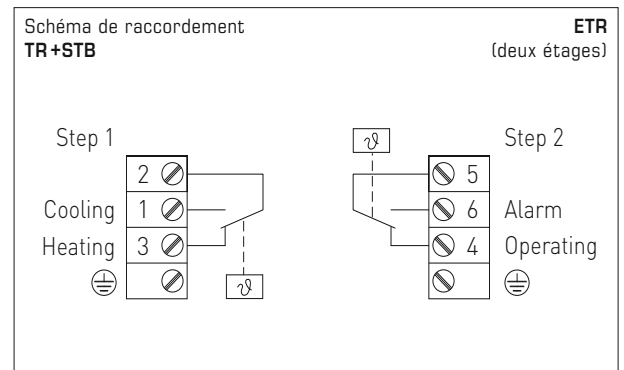 Schéma de raccordement
TR+STB
ETR
(deux étages)
Step 1
2
Cooling 1
Heating 3
ϑ
ϑ
Step 2
5
6 Alarm
4 Operating